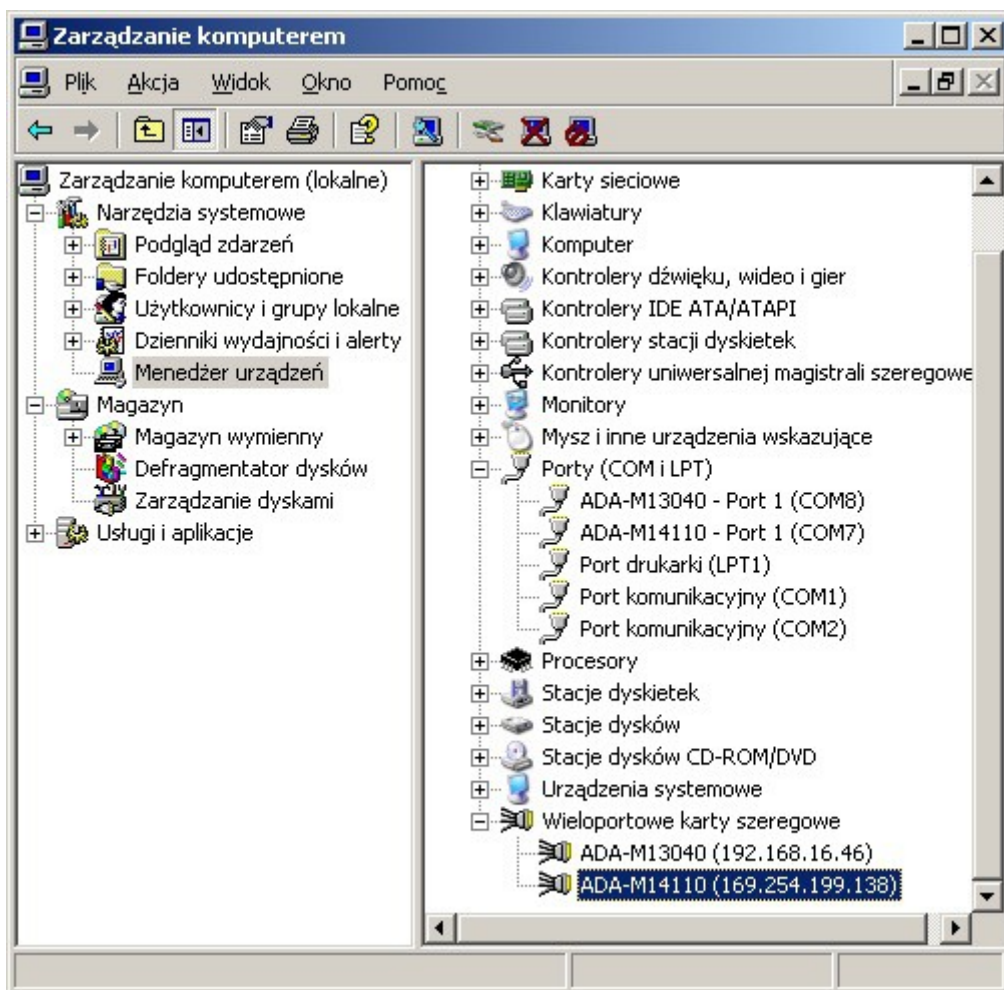 Zarządzanie komputerem
Plik Akcja Widok Okno Pomoc
Zarządzanie komputerem (lokalne)
Narzędzia systemowe
Podgląd zdarzeń
Foldery udostępnione
Użytkownicy i grupy lokalne
Dzienniki wydajności i alerty
Menedżer urządzeń
Magazyn
Magazyn wymienny
Defragmentator dysków
Zarządzanie dyskami
Usługi i aplikacje
Karty sieciowe
Klawiatury
Komputer
Kontrolery dźwięku, wideo i gier
Kontrolery IDE ATA/ATAPI
Kontrolery stacji dyskietek
Kontrolery uniwersalnej magistrali szeregowe
Monitory
Mysz i inne urządzenia wskazujące
Porty (COM i LPT)
ADA-M13040 - Port 1 (COM8)
ADA-M14110 - Port 1 (COM7)
Port drukarki (LPT1)
Port komunikacyjny (COM1)
Port komunikacyjny (COM2)
Procesory
Stacje dyskietek
Stacje dysków
Stacje dysków CD-ROM/DVD
Urządzenia systemowe
Wieloportowe karty szeregowe
ADA-M13040 (192.168.16.46)
ADA-M14110 (169.254.199.138)